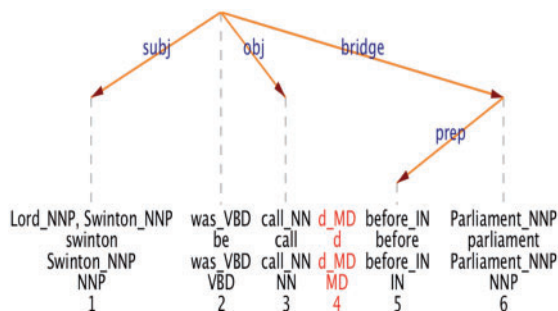 subj obj bridge
prep
Lord_NNP, Swinton_NNP was_VBD call_NN d_MD before_IN Parliament_NNP
swinton be call d before parliament
Swinton_NNP was_VBD call_NN d_MD before_IN Parliament_NNP
NNP VBD NN MD IN NNP
1 2 3 4 5 6